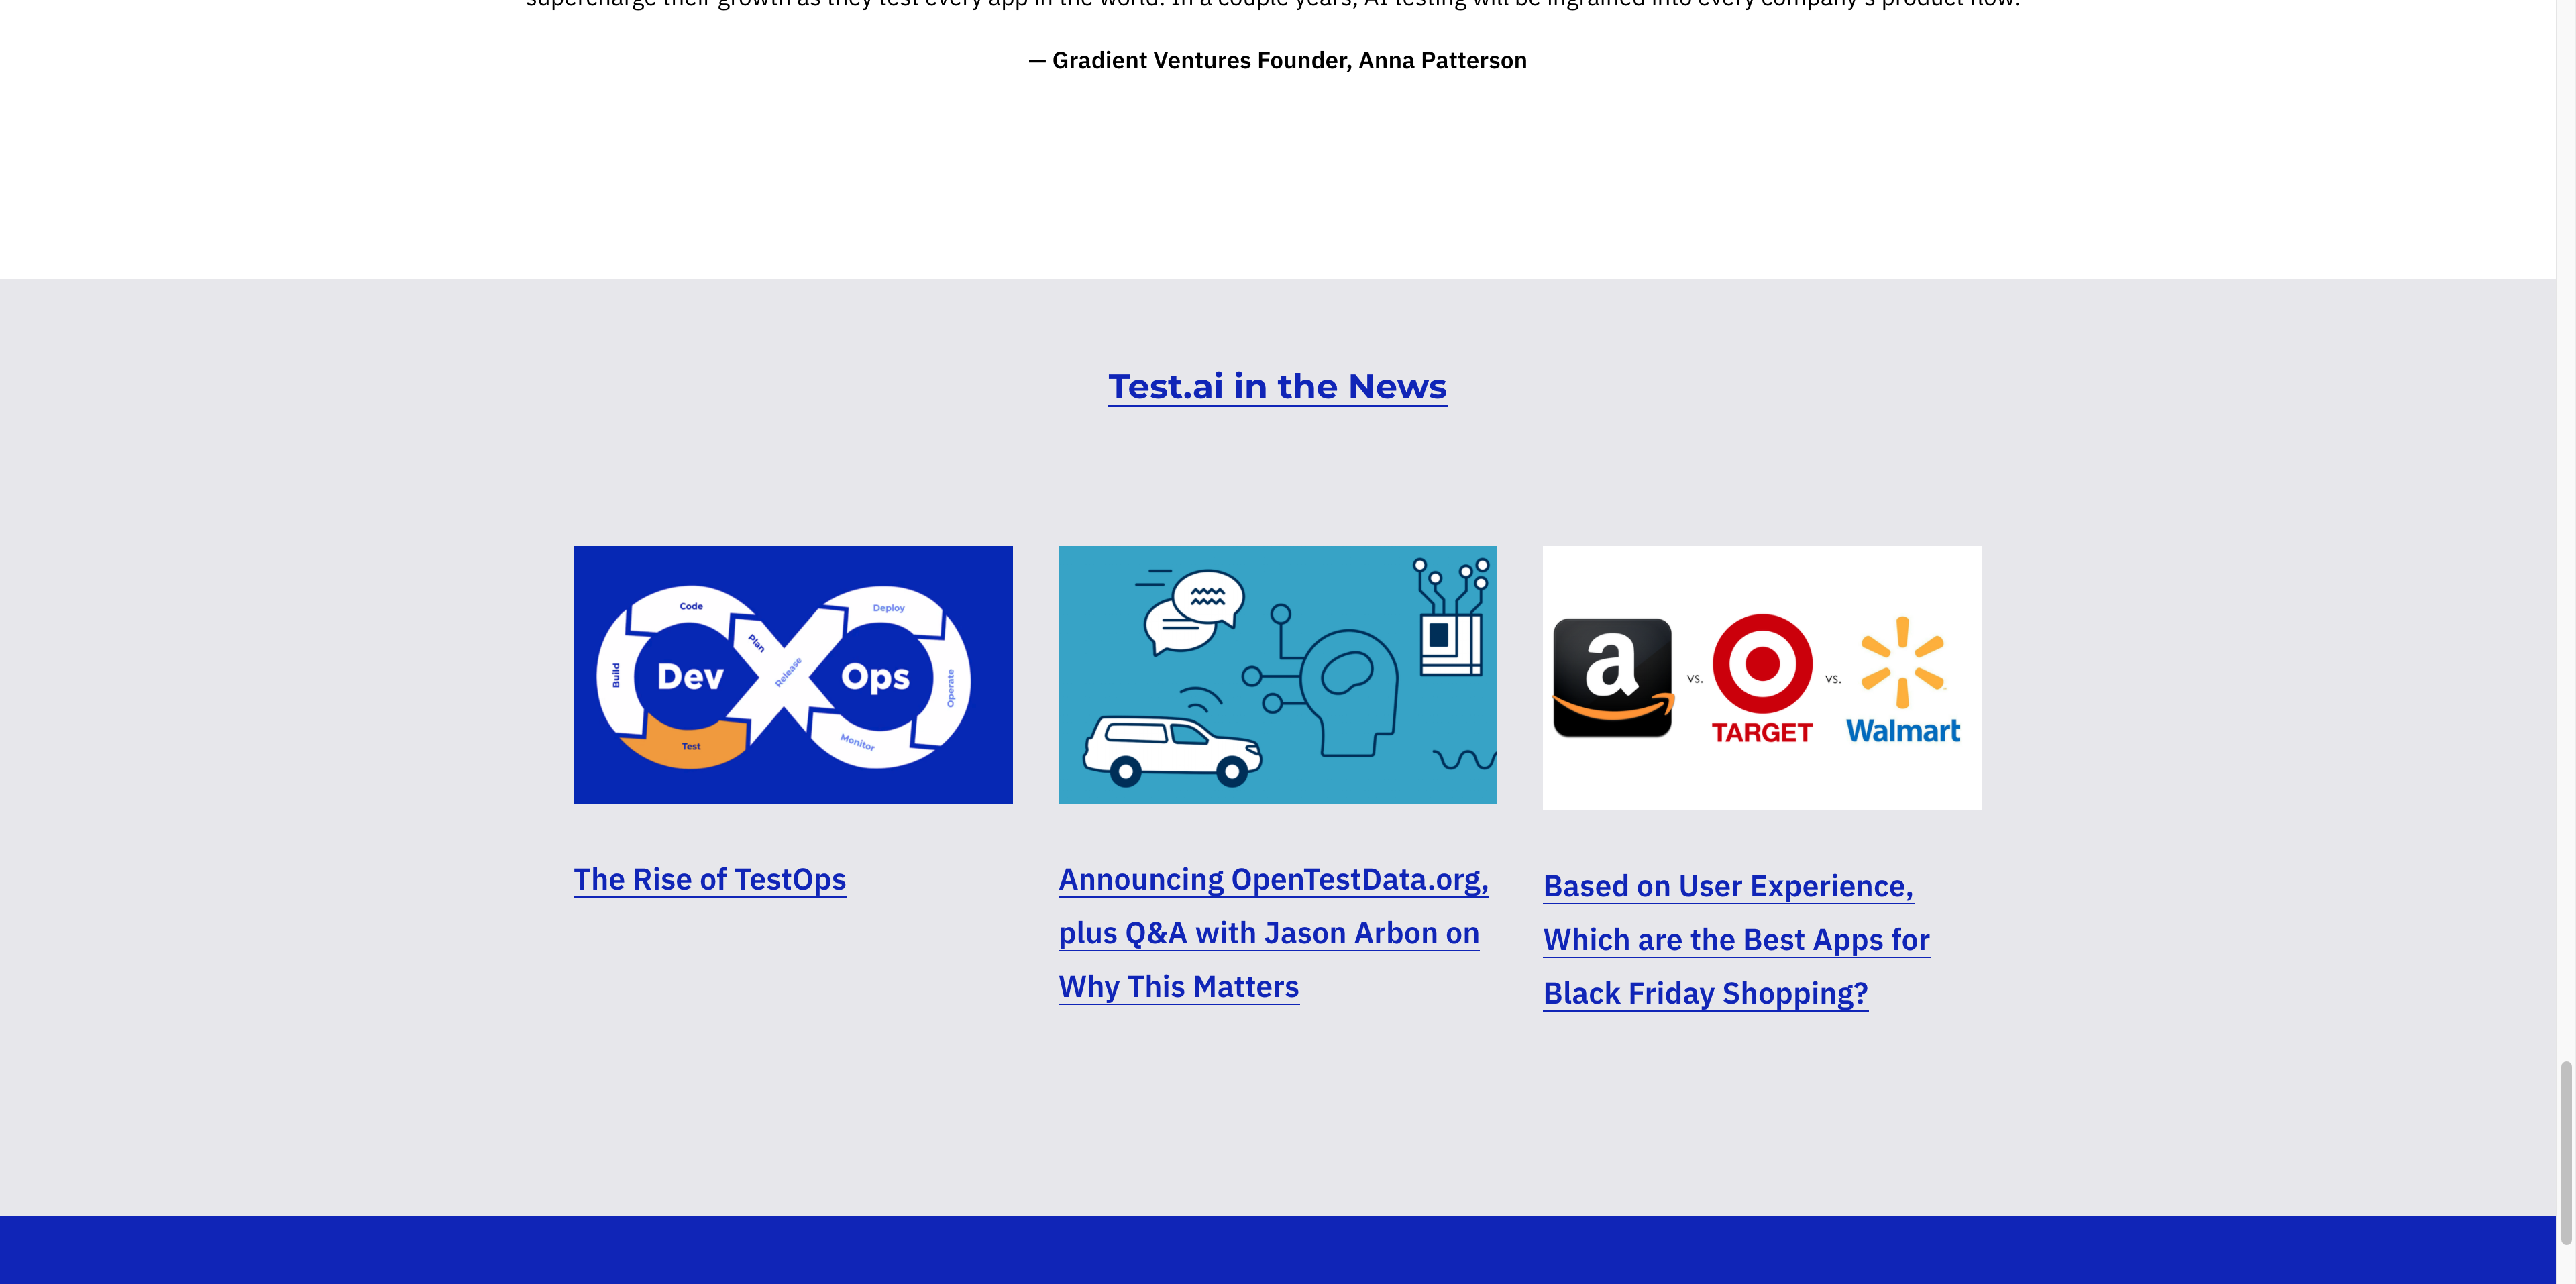 supercharge their growth as they test every app in the world. In a couple years, AI testing will be ingrained into every company's product flow.
— Gradient Ventures Founder, Anna Patterson
Test.ai in the News
Code
Plan
Build
Dev
Test
Release
Deploy
Ops
Operate
Monitor
a
vs.
TARGET
vs.
Walmart
The Rise of TestOps
Announcing OpenTestData.org,
plus Q&A with Jason Arbon on
Why This Matters
Based on User Experience,
Which are the Best Apps for
Black Friday Shopping?